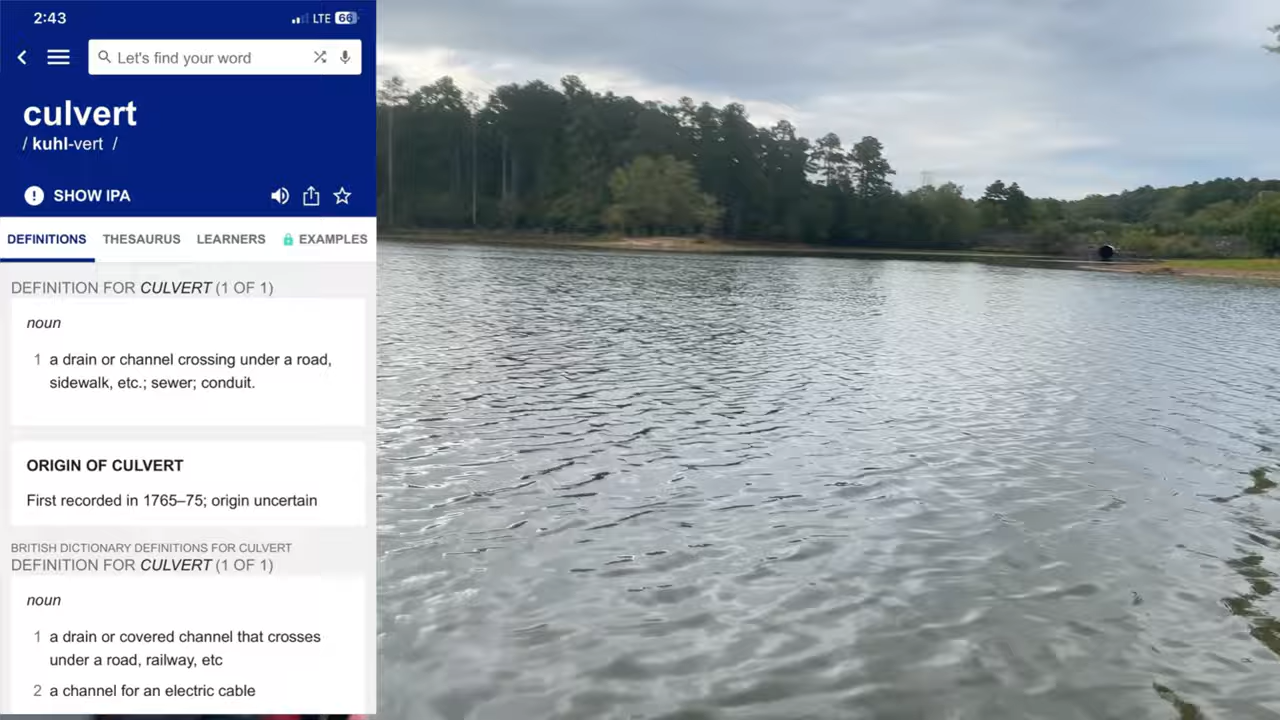 2:43
LTE 66
Let's find your word
culvert
/ kuhl-vert /
SHOW IPA
DEFINITIONS THESAURUS LEARNERS EXAMPLES
DEFINITION FOR CULVERT (1 OF 1)
noun
1 a drain or channel crossing under a road,
sidewalk, etc.; sewer; conduit.
ORIGIN OF CULVERT
First recorded in 1765–75; origin uncertain
BRITISH DICTIONARY DEFINITIONS FOR CULVERT
DEFINITION FOR CULVERT (1 OF 1)
noun
1 a drain or covered channel that crosses
under a road, railway, etc
2 a channel for an electric cable